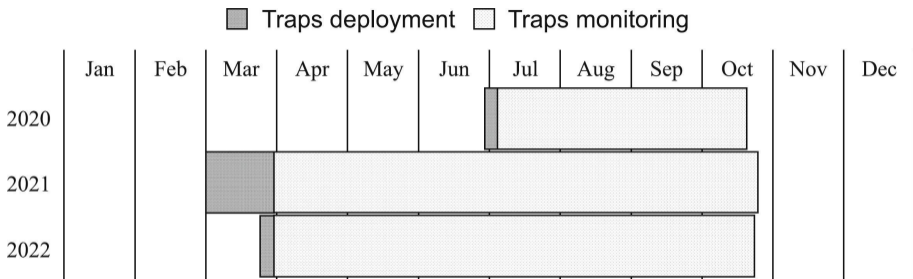 Traps deployment Traps monitoring
Jan Feb Mar Apr May Jun Jul Aug Sep Oct Nov Dec
2020
2021
2022